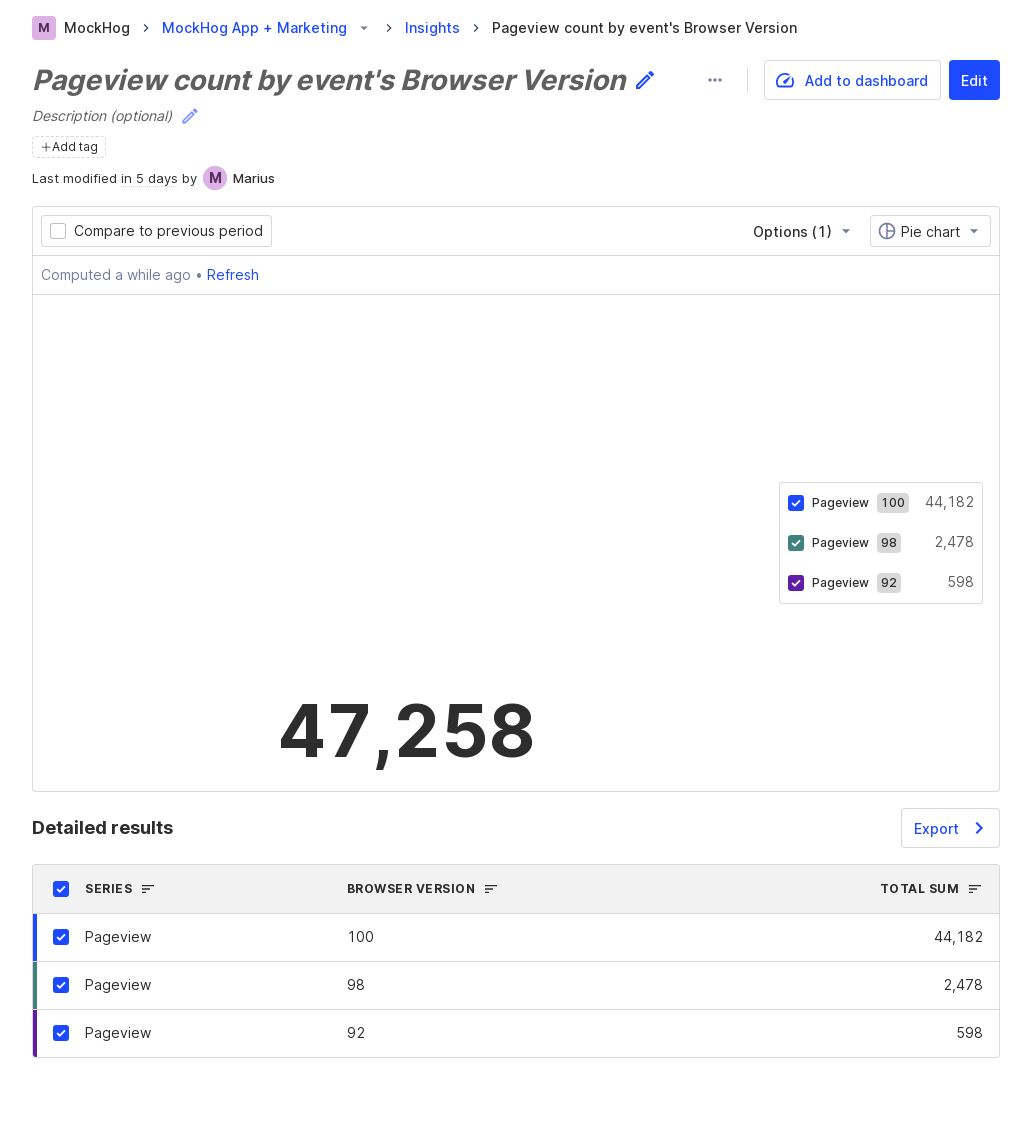 M MockHog MockHog App + Marketing Insights Pageview count by event's Browser Version
Pageview count by event's Browser Version
Add to dashboard
Edit
Description (optional)
Add tag
Last modified in 5 days by M Marius
Compare to previous period
Options (1)
Pie chart
Computed a while ago • Refresh
Pageview 100 44,182
Pageview 98 2,478
Pageview 92 598
47,258
Detailed results
Export
SERIES BROWSER VERSION TOTAL SUM
Pageview 100 44,182
Pageview 98 2,478
Pageview 92 598